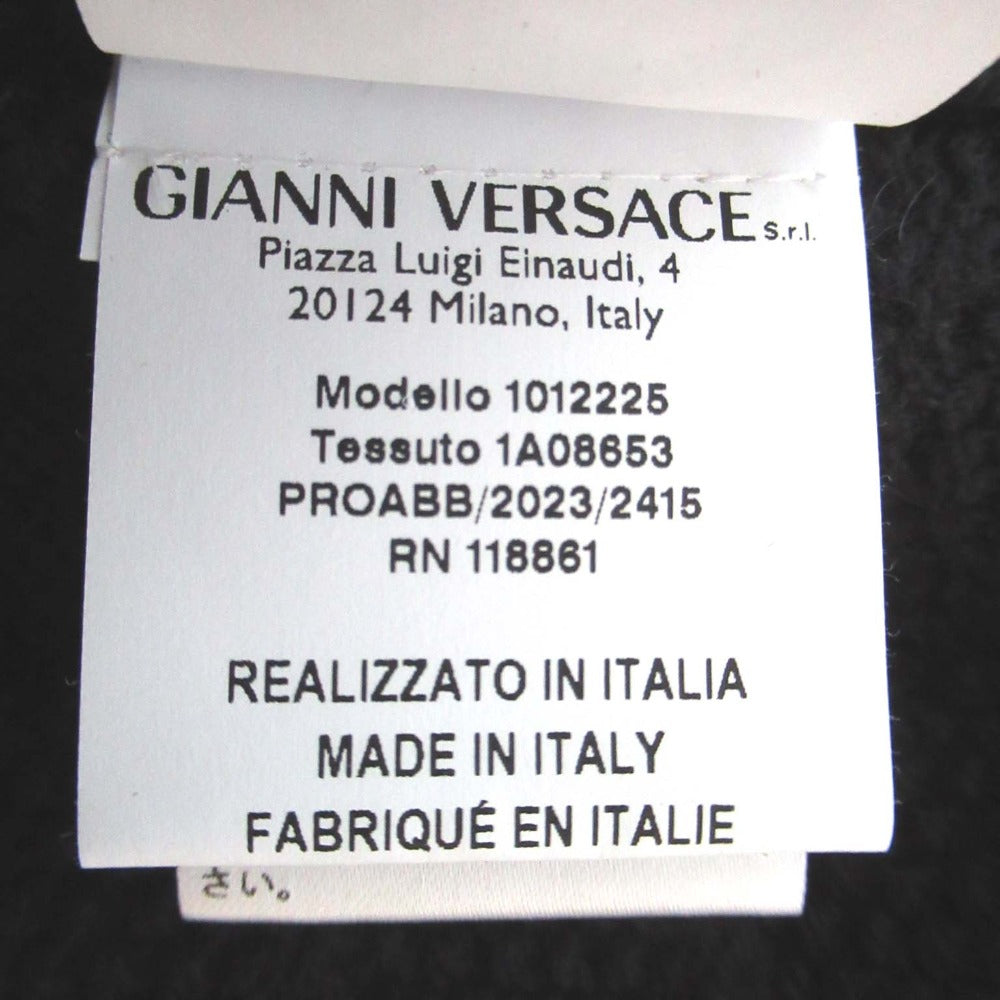 GIANNI VERSACE S.r.l.
Piazza Luigi Einaudi, 4
20124 Milano, Italy
Modello 1012225
Tessuto 1A08653
PROABB/2023/2415
RN 118861
REALIZZATO IN ITALIA
MADE IN ITALY
FABRIQUÉ EN ITALIE
さい。